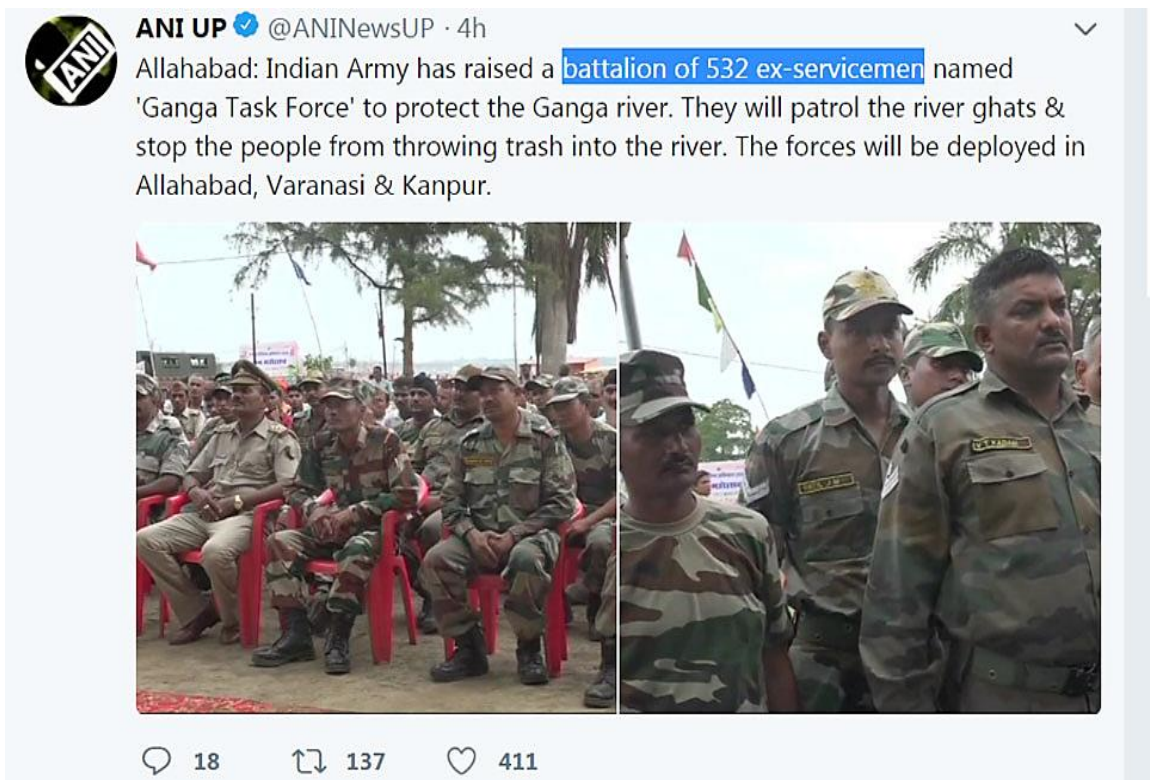 ANI UP @ANINewsUP · 4h
Allahabad: Indian Army has raised a battalion of 532 ex-servicemen named
'Ganga Task Force' to protect the Ganga river. They will patrol the river ghats &
stop the people from throwing trash into the river. The forces will be deployed in
Allahabad, Varanasi & Kanpur.
ANI
V T KADAM
18 137 411